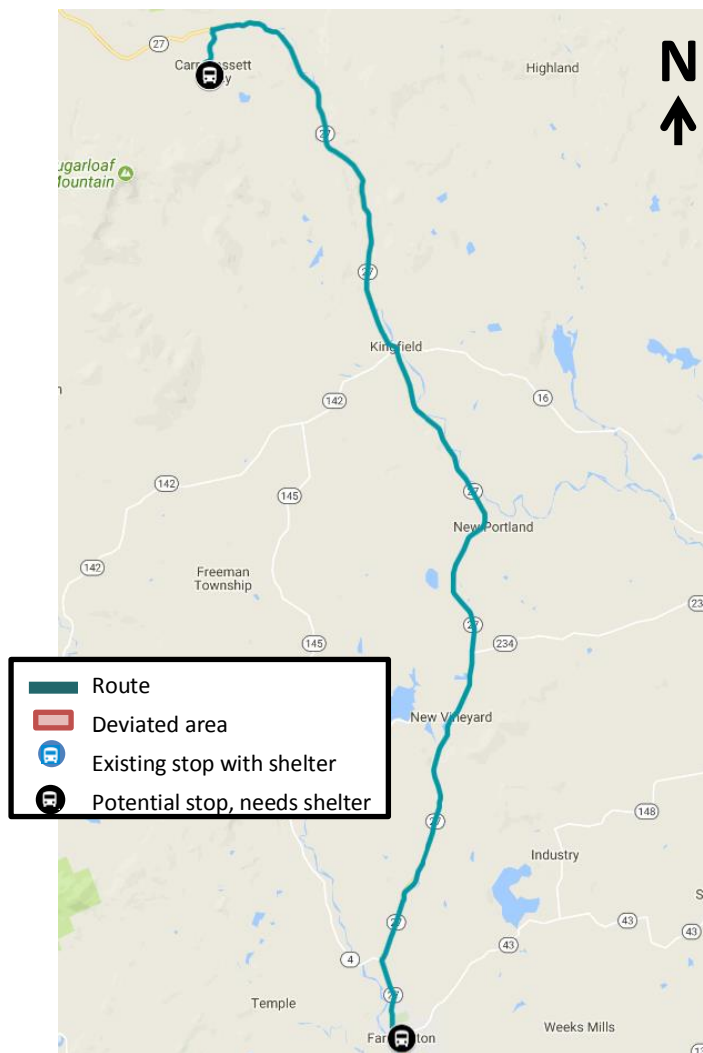 N
27
Highland
27
Mountain
27
Kingfield
142
16
142
145
27
New Portland
142
Freeman
Township
27
234
145
Route
Deviated area
Existing stop with shelter
Potential stop, needs shelter
New Vineyard
27
148
Industry
27
43
43
43
4
27
Temple
Weeks Mills